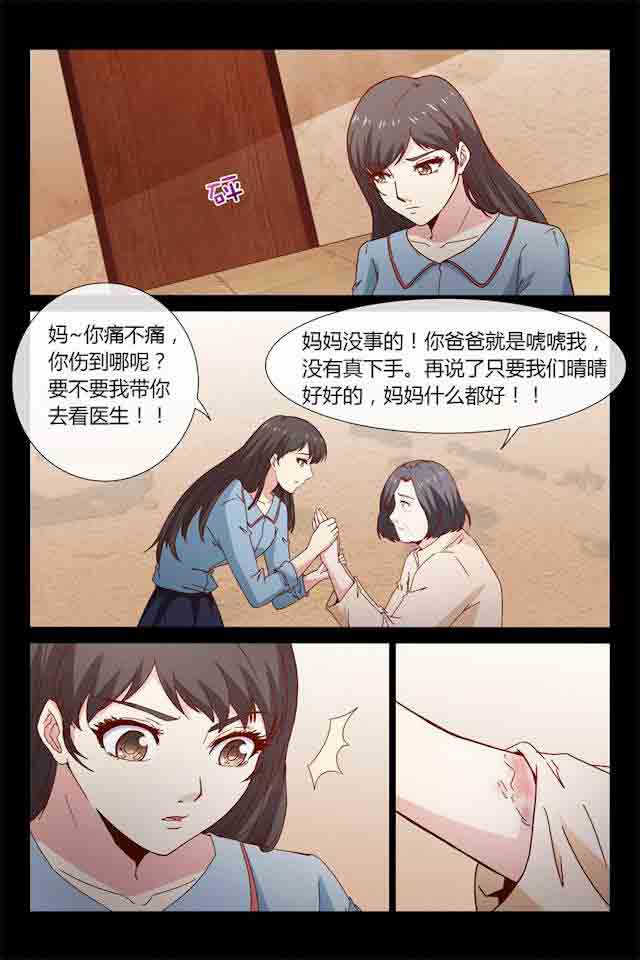 砰
妈~你痛不痛，
你伤到哪呢？
要不要我带你
去看医生！！
妈妈没事的！你爸爸就是唬唬我，
没有真下手。再说了只要我们晴晴
好好的，妈妈什么都好！！